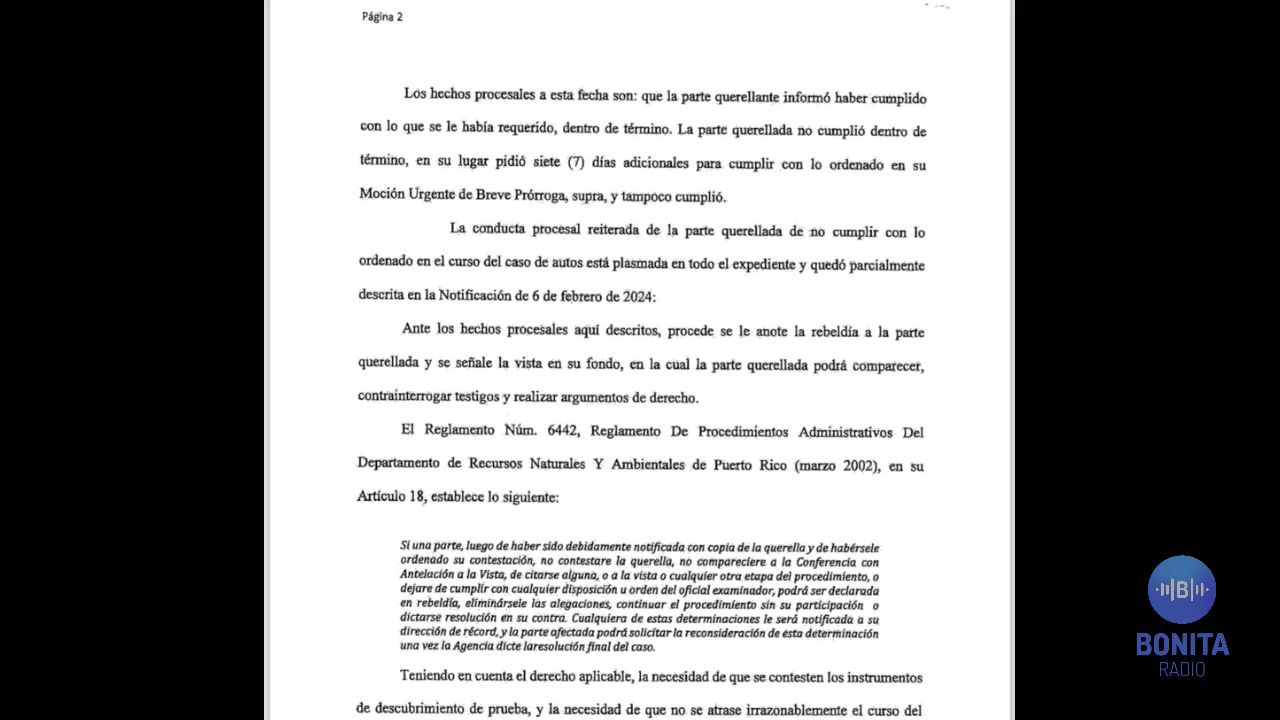 Página 2
Los hechos procesales a esta fecha son: que la parte querellante informó haber cumplido
con lo que se le había requerido, dentro de término. La parte querellada no cumplió dentro de
término, en su lugar pidió siete (7) días adicionales para cumplir con lo ordenado en su
Moción Urgente de Breve Prórroga, supra, y tampoco cumplió.
La conducta procesal reiterada de la parte querellada de no cumplir con lo
ordenado en el curso del caso de autos está plasmada en todo el expediente y quedó parcialmente
descrita en la Notificación de 6 de febrero de 2024:
Ante los hechos procesales aquí descritos, procede se le anote la rebeldía a la parte
querellada y se señale la vista en su fondo, en la cual la parte querellada podrá comparecer,
contrainterrogar testigos y realizar argumentos de derecho.
El Reglamento Núm. 6442, Reglamento De Procedimientos Administrativos Del
Departamento de Recursos Naturales Y Ambientales de Puerto Rico (marzo 2002), en su
Artículo 18, establece lo siguiente:
Si una parte, luego de haber sido debidamente notificada con copia de la querella y de habérsele
ordenado su contestación, no contestare la querella, no compareciere a la Conferencia con
Antelación a la Vista, de citarse alguna, o a la vista o cualquier otra etapa del procedimiento, o
dejare de cumplir con cualquier disposición u orden del oficial examinador, podrá ser declarada
en rebeldía, eliminársele las alegaciones, continuar el procedimiento sin su participación o
dictarse resolución en su contra. Cualquiera de estas determinaciones le será notificada a su
dirección de récord, y la parte afectada podrá solicitar la reconsideración de esta determinación
una vez la Agencia dicte laresolución final del caso.
Teniendo en cuenta el derecho aplicable, la necesidad de que se contesten los instrumentos
de descubrimiento de prueba, y la necesidad de que no se atrase irrazonablemente el curso del
B
BONITA
RADIO